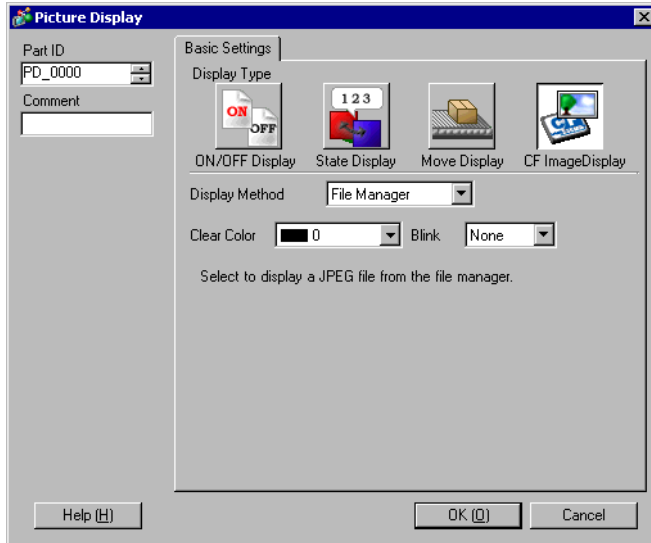 Picture Display
Part ID
PD_0000
Comment
Basic Settings
Display Type
ON
OFF
123
CF
ON/OFF Display State Display Move Display CF ImageDisplay
Display Method File Manager
Clear Color 0 Blink None
Select to display a JPEG file from the file manager.
Help (H) OK (O) Cancel